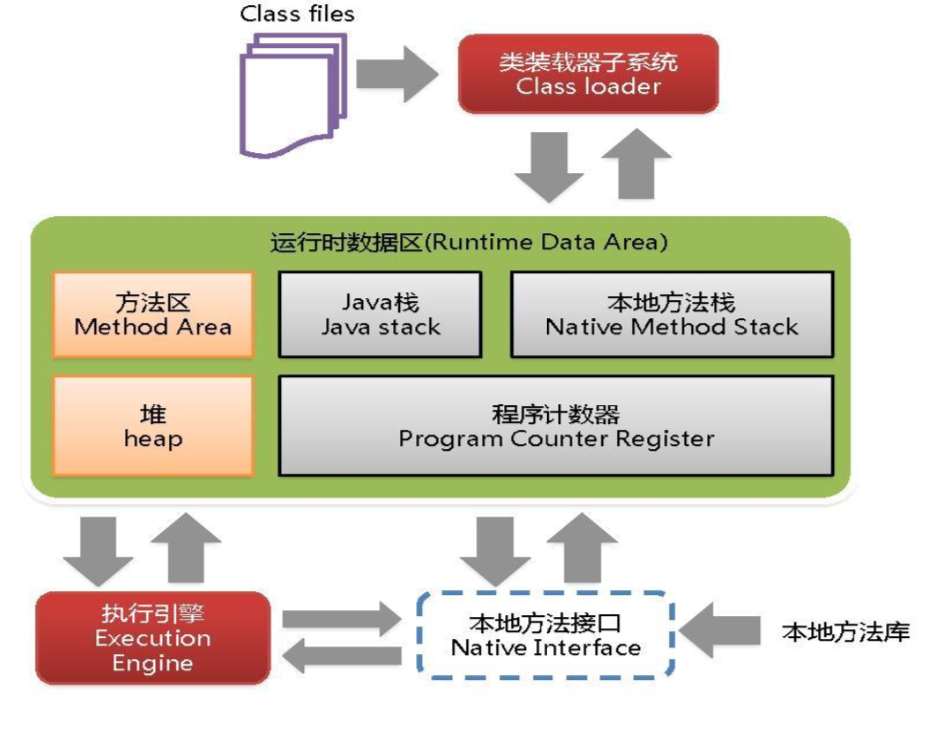 Class files
类装载器子系统
Class loader
运行时数据区(Runtime Data Area)
方法区
Method Area
Java栈
Java stack
本地方法栈
Native Method Stack
堆
heap
程序计数器
Program Counter Register
执行引擎
Execution
Engine
本地方法接口
Native Interface
本地方法库